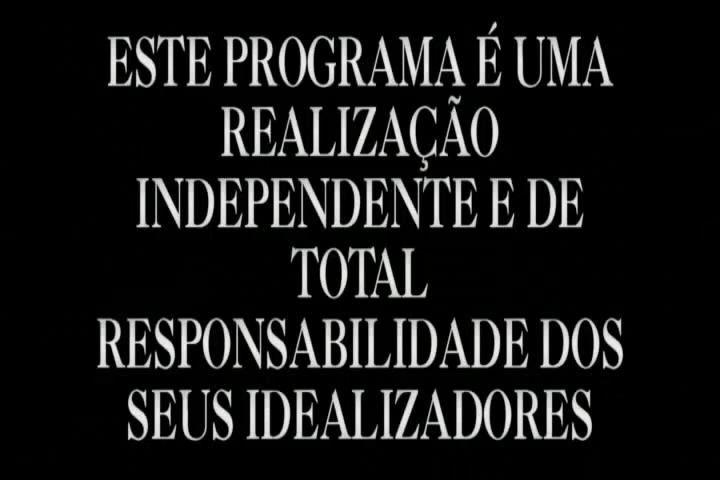 ESTE PROGRAMA É UMA
REALIZAÇÃO
INDEPENDENTE E DE
TOTAL
RESPONSABILIDADE DOS
SEUS IDEALIZADORES